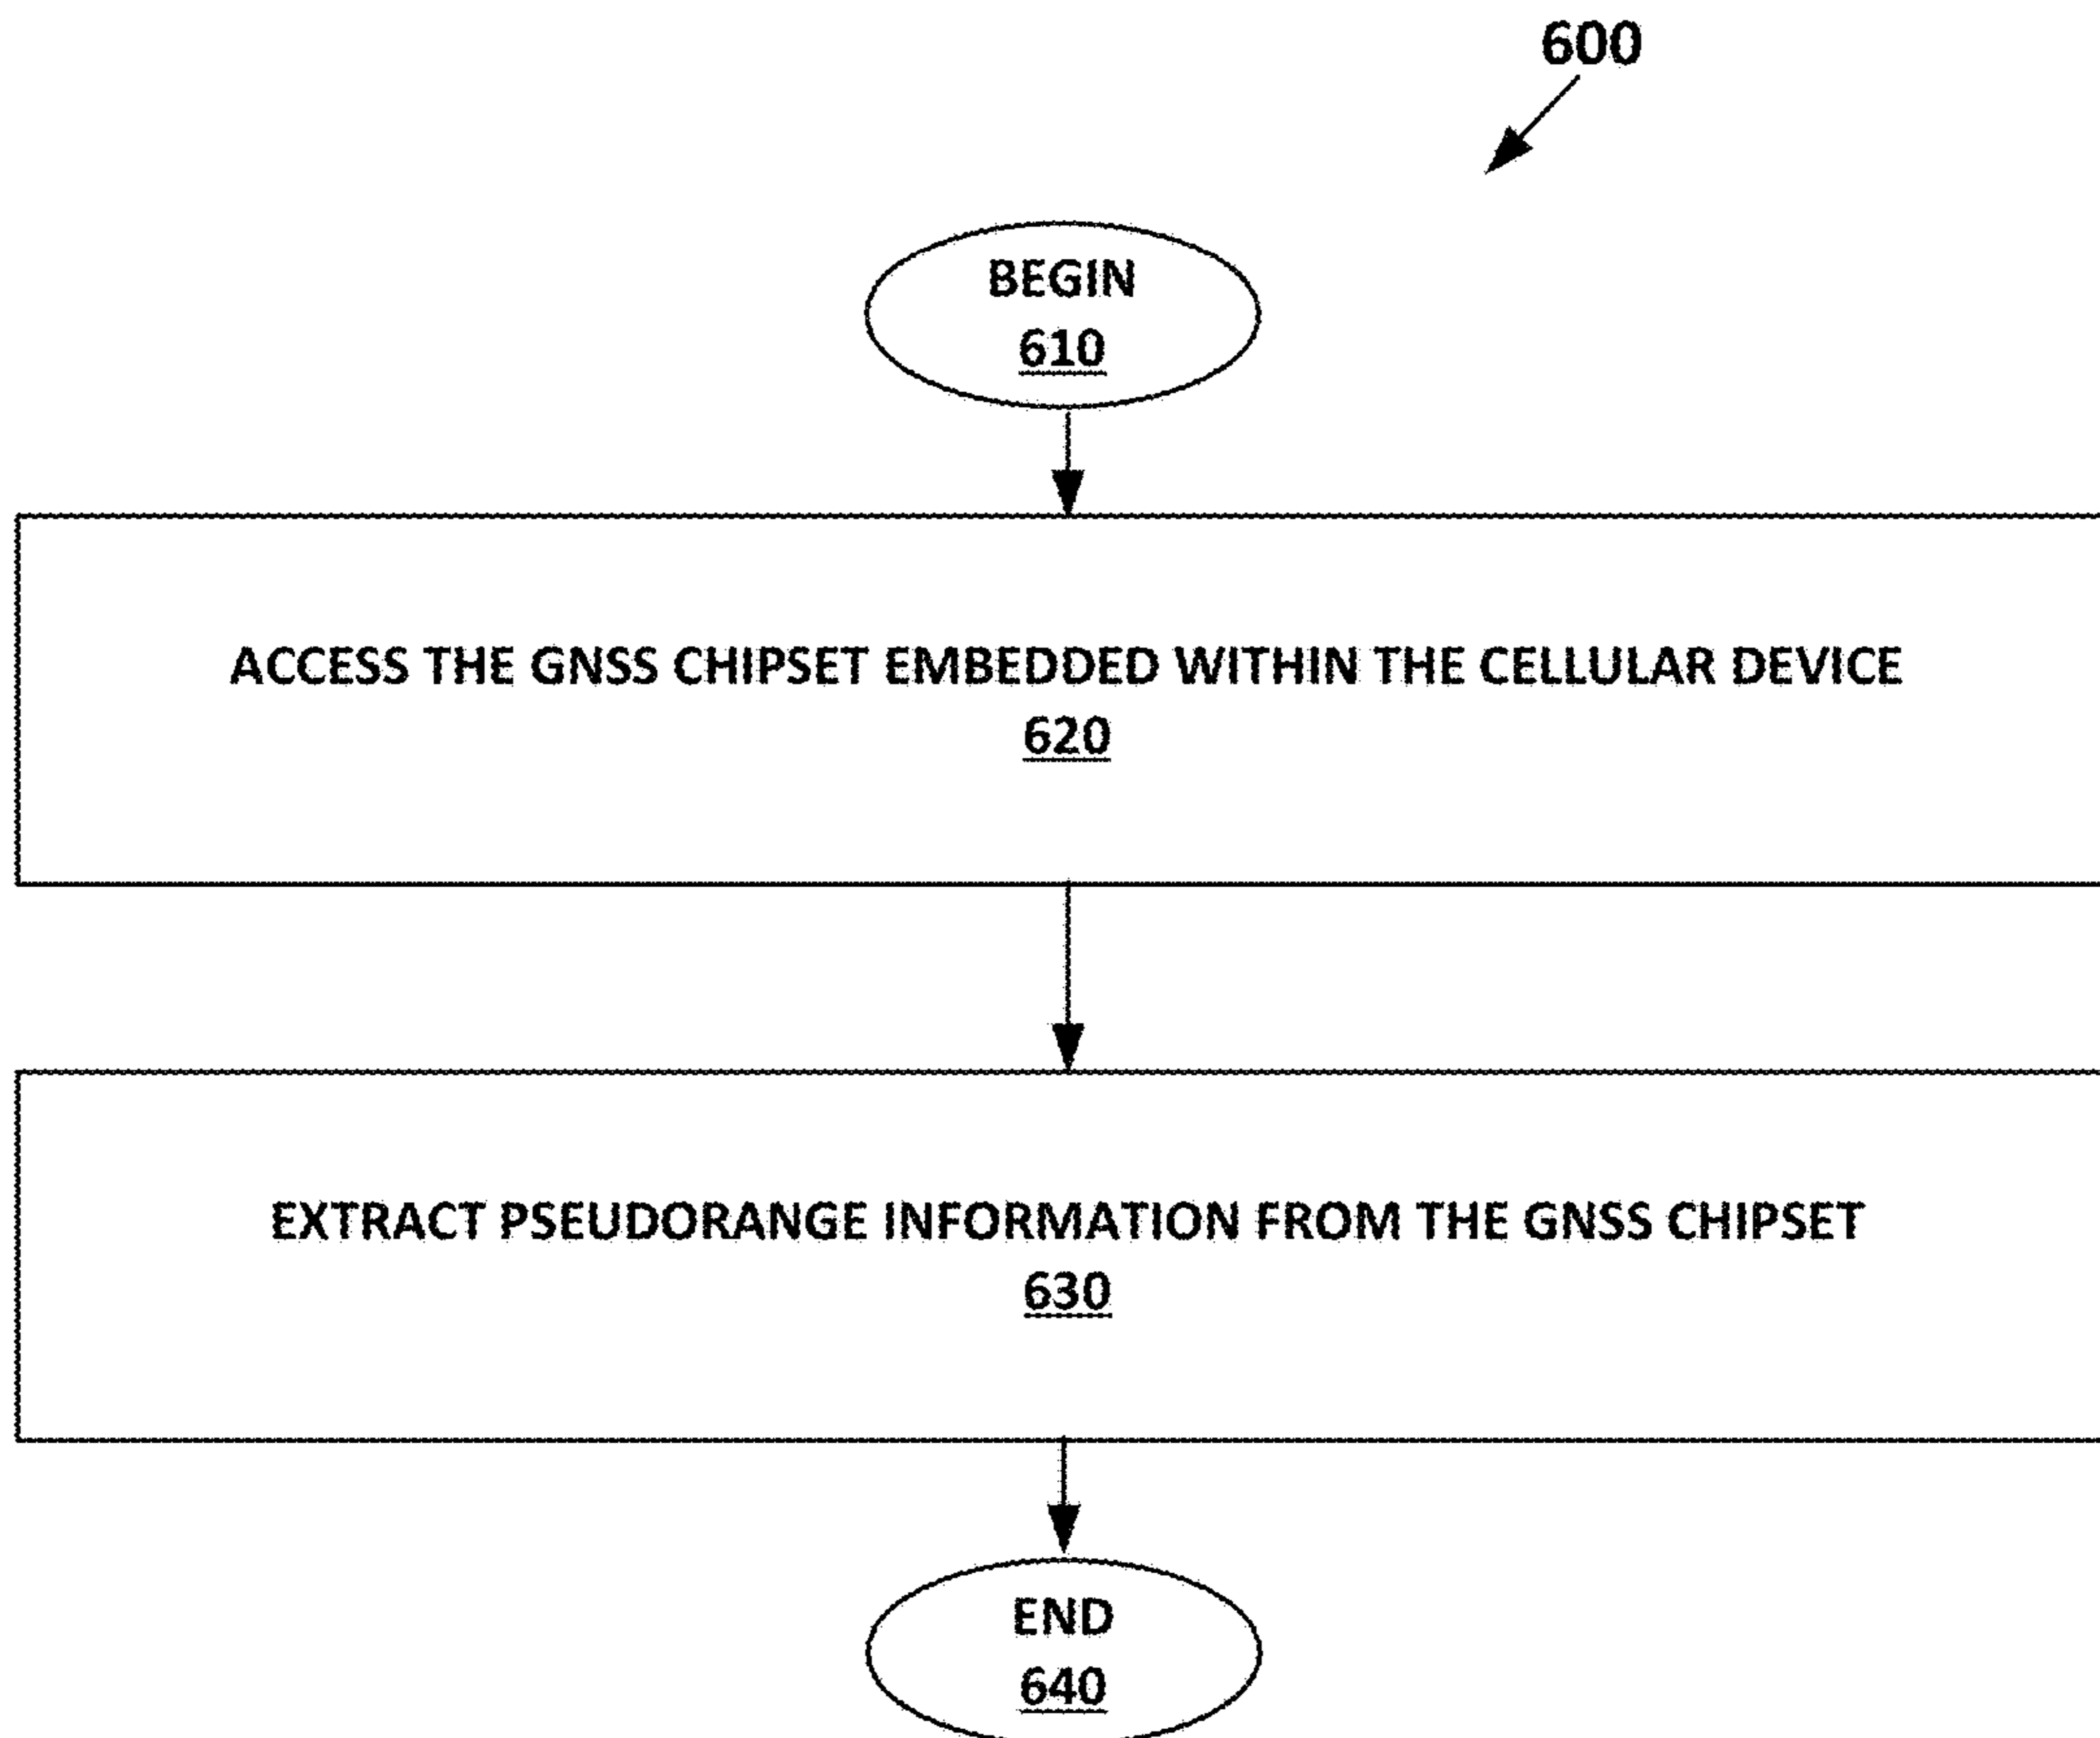 600
BEGIN
610
ACCESS THE GNSS CHIPSET EMBEDDED WITHIN THE CELLULAR DEVICE
620
EXTRACT PSEUDORANGE INFORMATION FROM THE GNSS CHIPSET
630
END
640